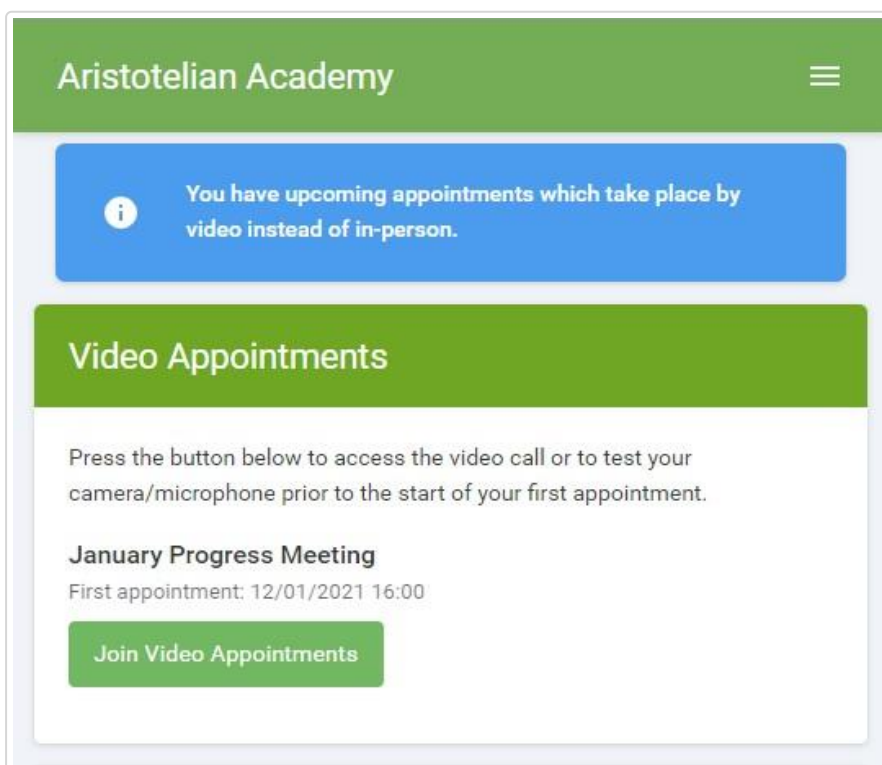 Aristotelian Academy
You have upcoming appointments which take place by
video instead of in-person.
Video Appointments
Press the button below to access the video call or to test your
camera/microphone prior to the start of your first appointment.
January Progress Meeting
First appointment: 12/01/2021 16:00
Join Video Appointments